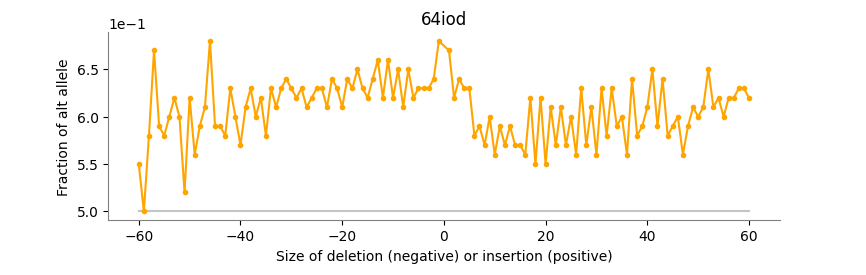 64iod
1e−1
Fraction of alt allele
6.5
6.0
5.5
5.0
−60 −40 −20 0 20 40 60
Size of deletion (negative) or insertion (positive)